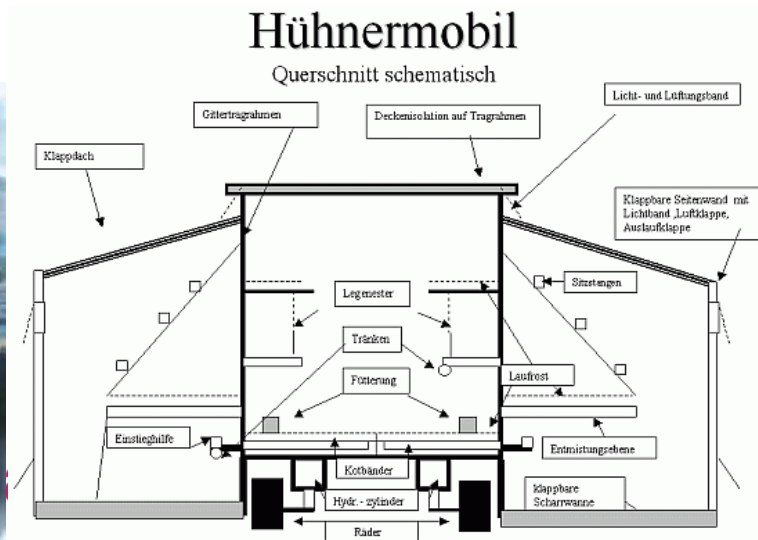 Hühnermobil
Querschnitt schematisch
Licht- und Lüftungsband
Gittertragrahmen
Deckenisolation auf Tragrahmen
Klappdach
Klappbare Seitenwand mit
Lichtband ,Luftklappe,
Auslaufklappe
Sitzstangen
Legenester
Tränken
Laufrost
Fütterung
Einstieghilfe
Entmistungsebene
Kotbänder
klappbare
Scharrwanne
Hydr.- zylinder
Räder